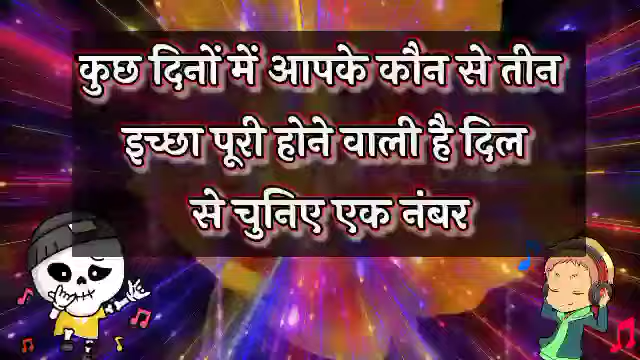 कुछ दिनों में आपके कौन से तीन
इच्छा पूरी होने वाली है दिल
से चुनिए एक नंबर